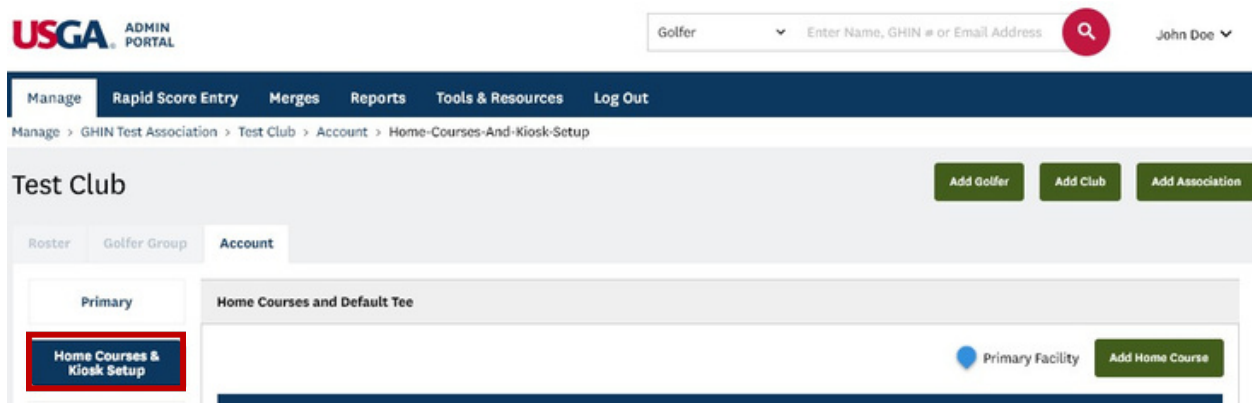 USGA. ADMIN
PORTAL
Golfer
Enter Name, GHIN # or Email Address
John Doe
Manage Rapid Score Entry Merges Reports Tools & Resources Log Out
Manage > GHIN Test Association > Test Club > Account > Home-Courses-And-Kiosk-Setup
Test Club
Add Golfer Add Club Add Association
Roster Golfer Group Account
Primary
Home Courses and Default Tee
Home Courses &
Kiosk Setup
Primary Facility
Add Home Course